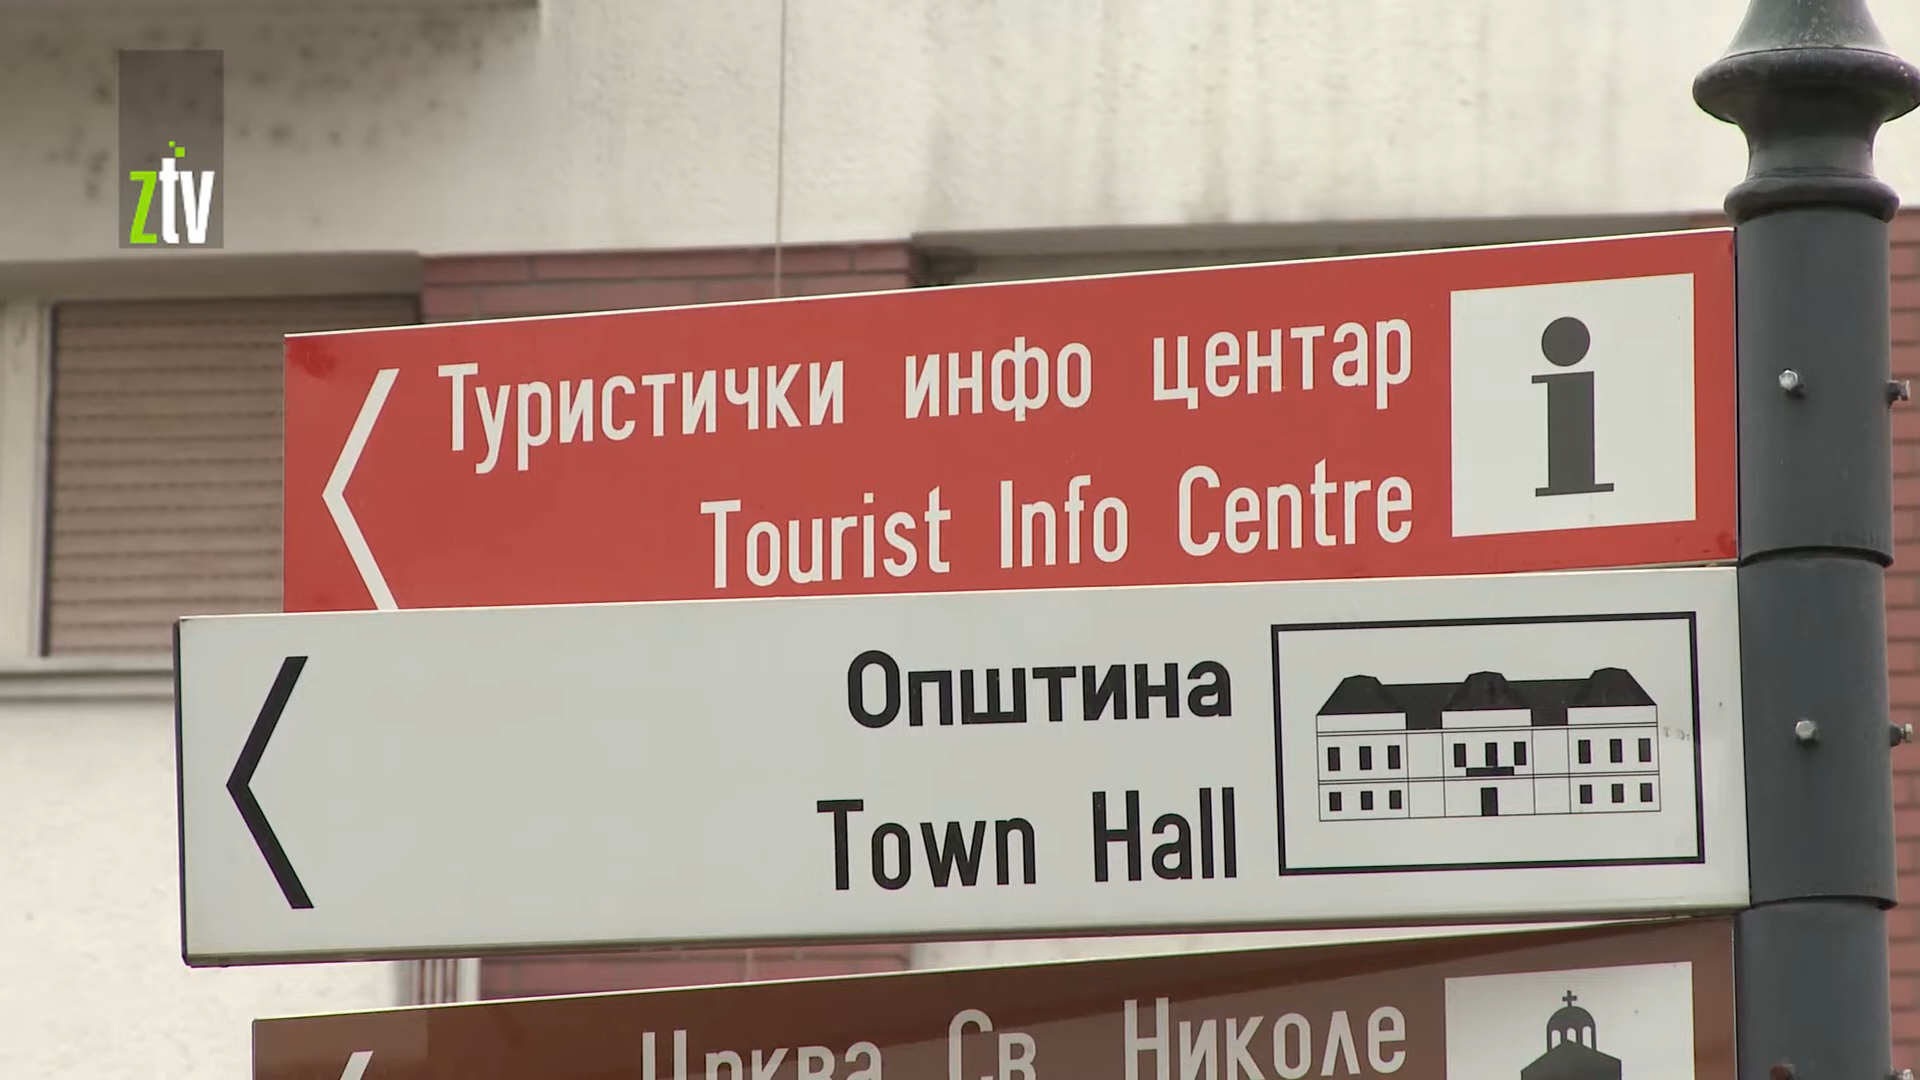 ztv
Туристички инфо центар
Tourist Info Centre
i
Општина
Town Hall
Црква Св. Николе